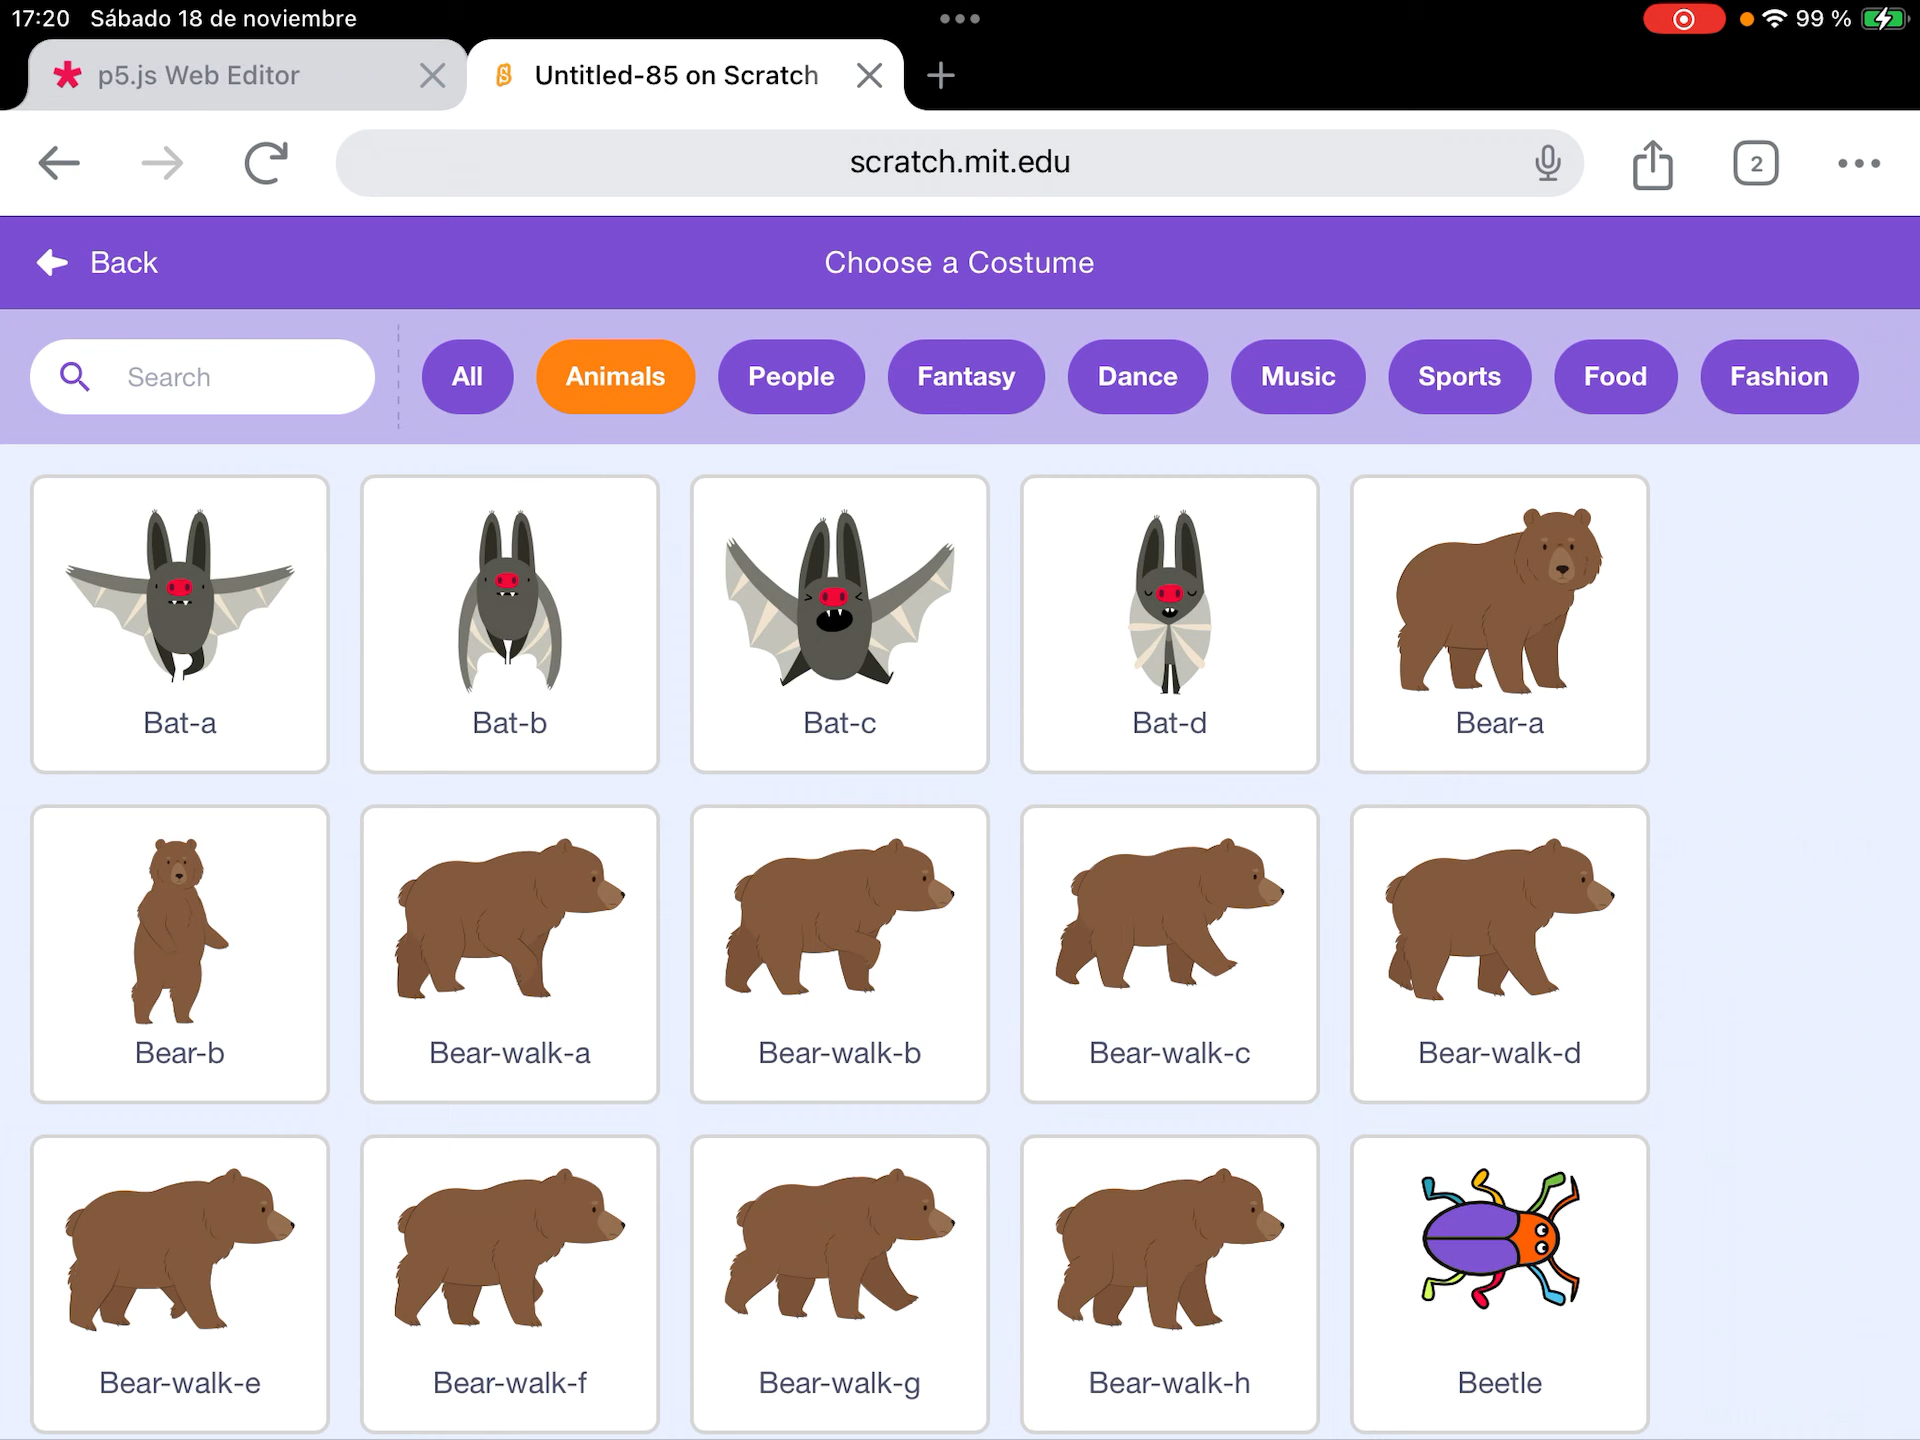 17:20 Sábado 18 de noviembre
99 %
p5.js Web Editor
Untitled-85 on Scratch
scratch.mit.edu
2
Back
Choose a Costume
Search
All
Animals
People
Fantasy
Dance
Music
Sports
Food
Fashion
Bat-a
Bat-b
Bat-c
Bat-d
Bear-a
Bear-b
Bear-walk-a
Bear-walk-b
Bear-walk-c
Bear-walk-d
Bear-walk-e
Bear-walk-f
Bear-walk-g
Bear-walk-h
Beetle